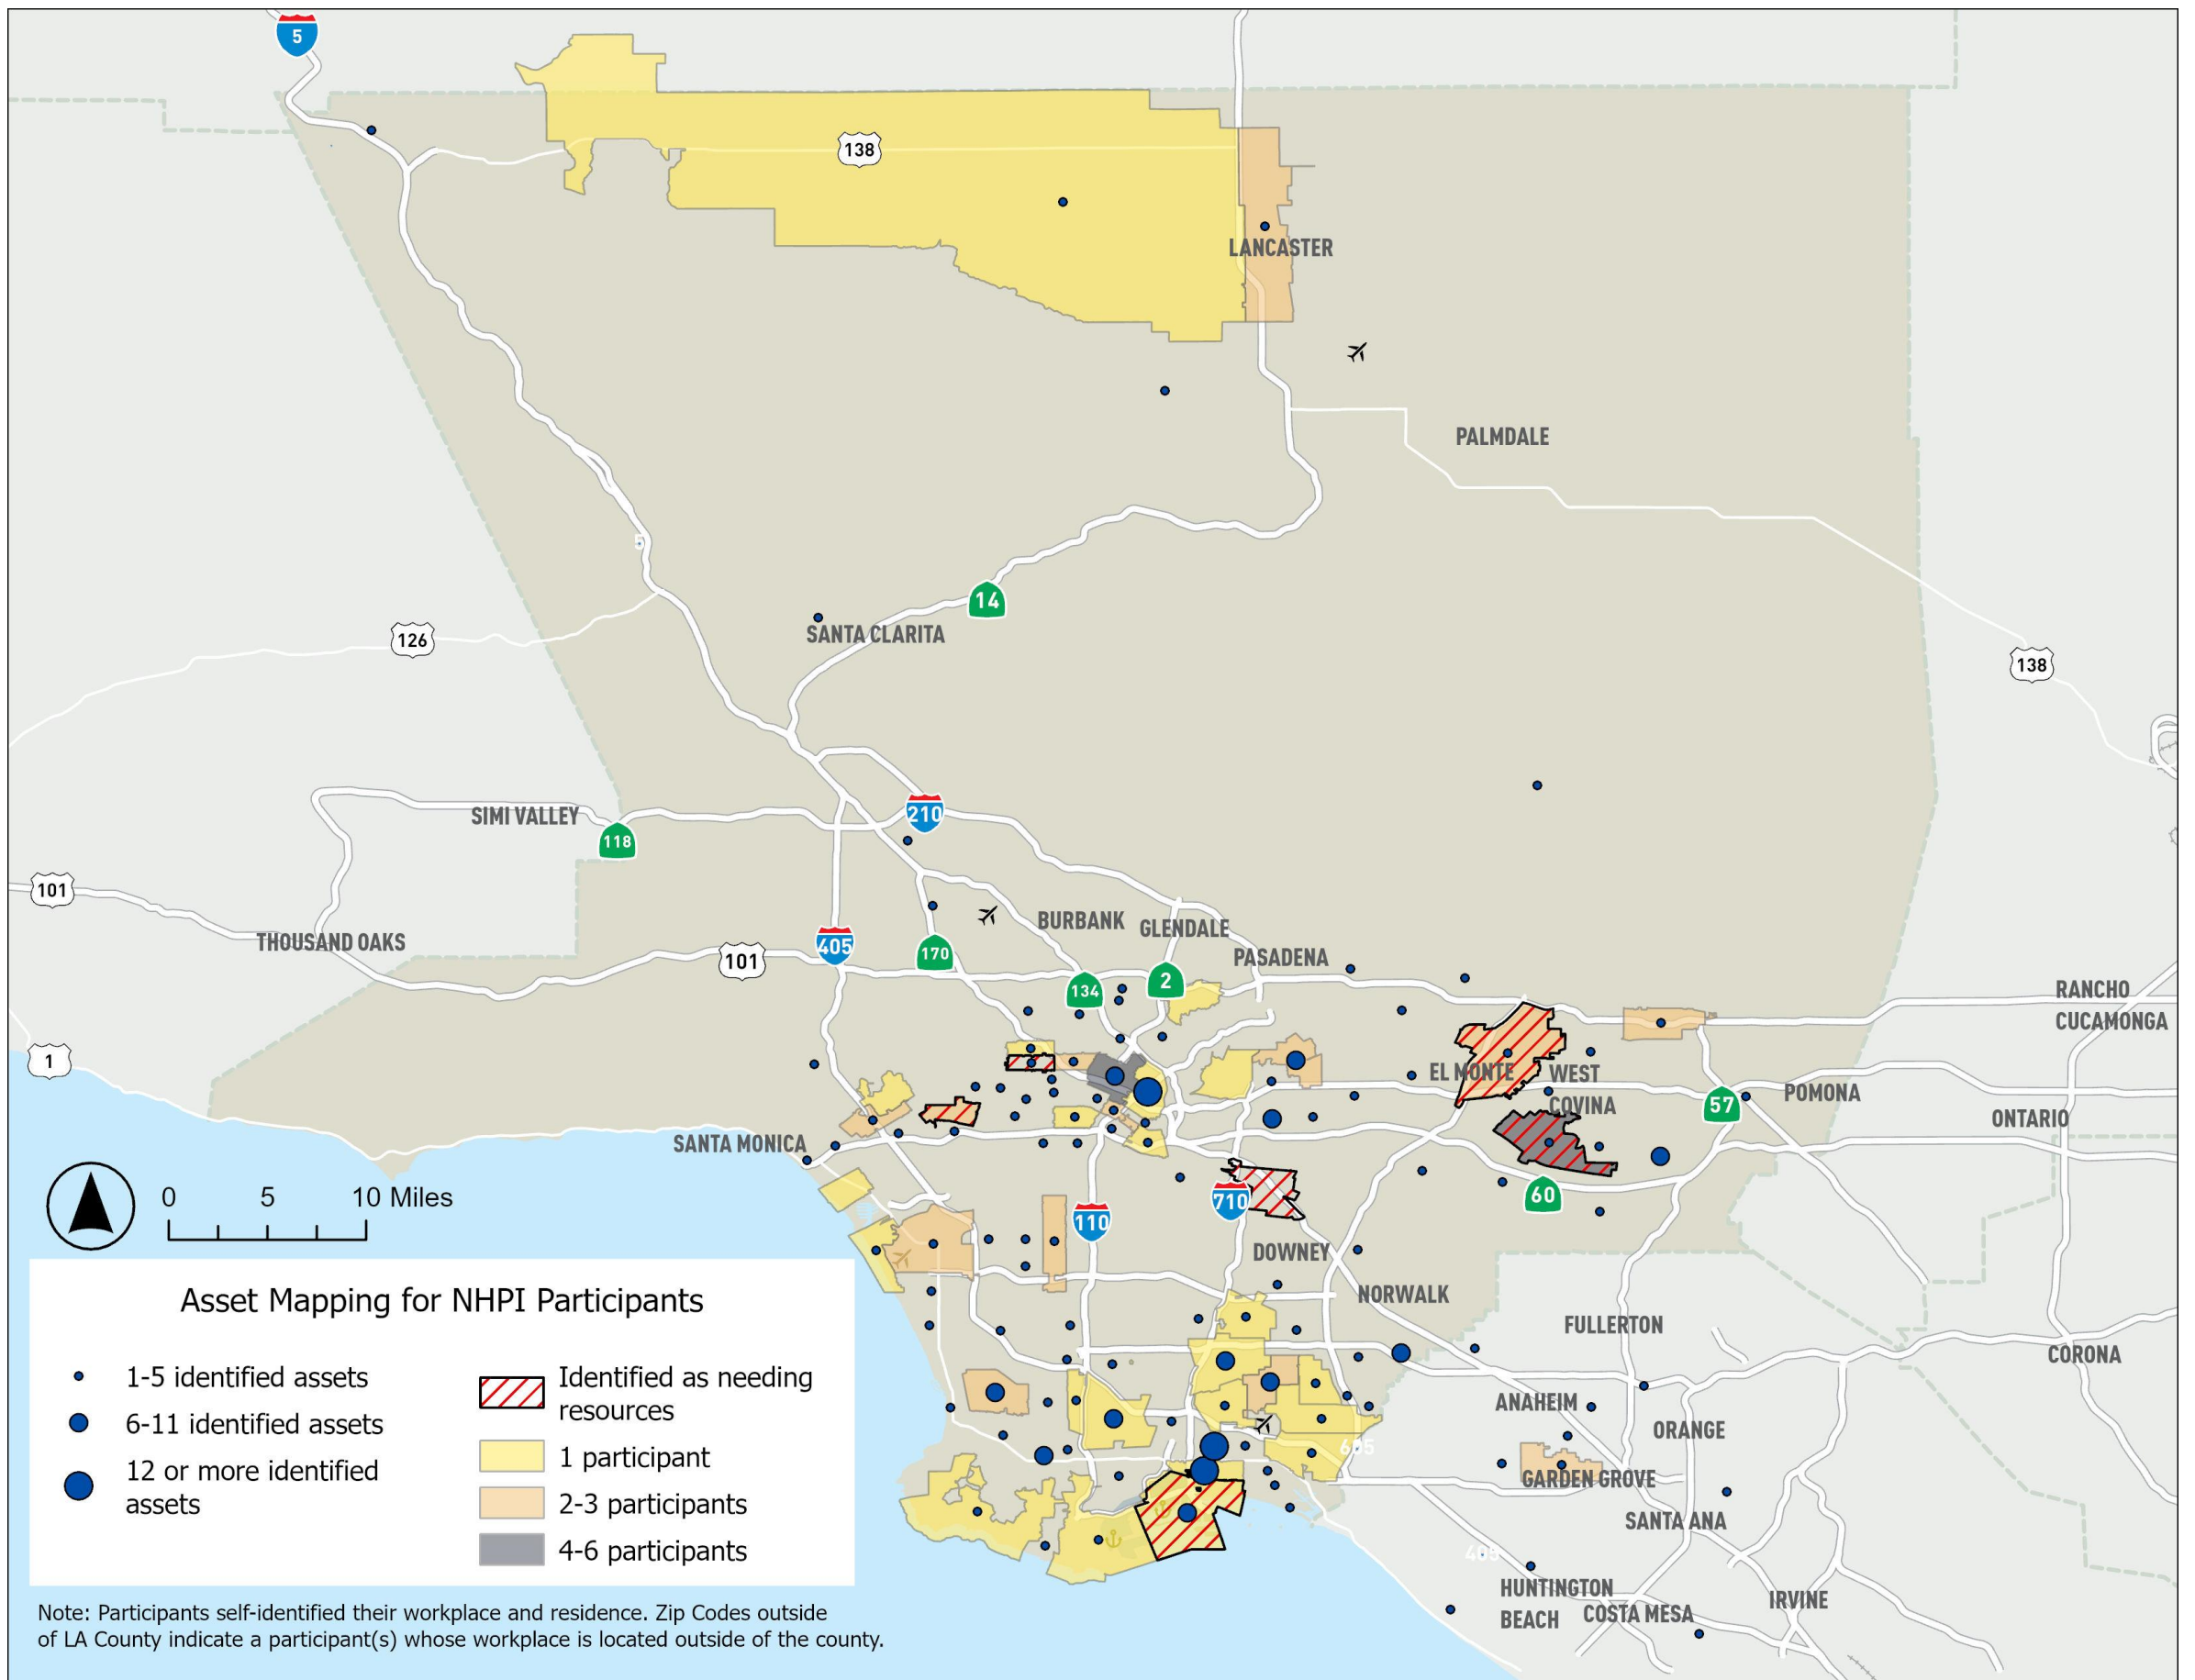 5
138
LANCASTER
PALMDALE
5
14
SANTA CLARITA
126
138
210
SIMI VALLEY
118
101
BURBANK
GLENDALE
THOUSAND OAKS
405
170
101
PASADENA
134
2
RANCHO
CUCAMONGA
1
EL MONTE
WEST
COVINA
57
POMONA
ONTARIO
SANTA MONICA
0 5 10 Miles
710
60
110
DOWNEY
NORWALK
FULLERTON
CORONA
ANAHEIM
ORANGE
605
GARDEN GROVE
SANTA ANA
405
HUNTINGTON
BEACH
COSTA MESA
IRVINE
Asset Mapping for NHPI Participants
1-5 identified assets
6-11 identified assets
12 or more identified
assets
Identified as needing
resources
1 participant
2-3 participants
4-6 participants
Note: Participants self-identified their workplace and residence. Zip Codes outside
of LA County indicate a participant(s) whose workplace is located outside of the county.